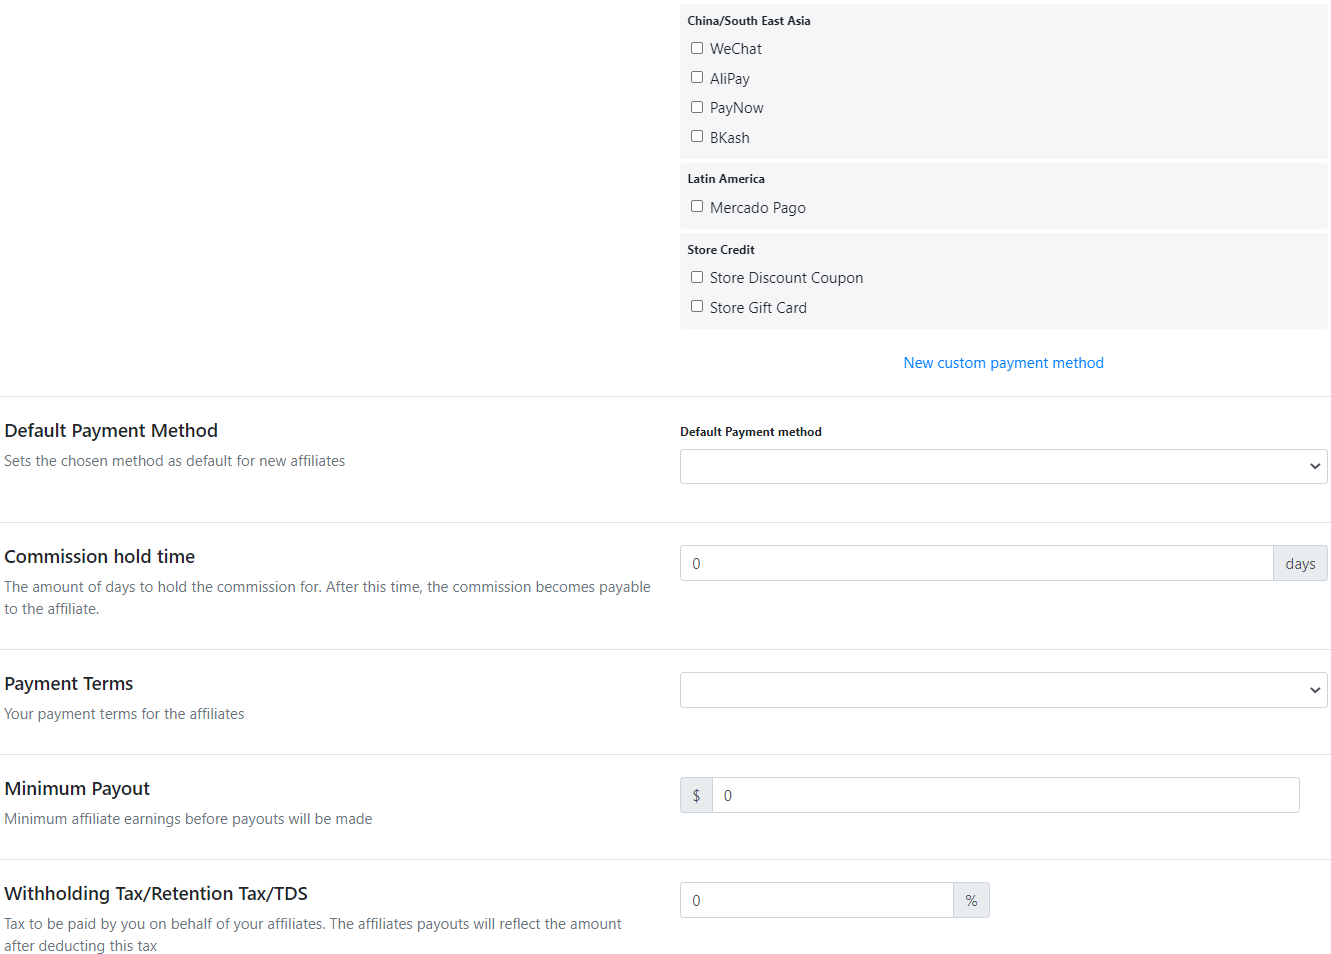 China/South East Asia
WeChat
AliPay
PayNow
BKash
Latin America
Mercado Pago
Store Credit
Store Discount Coupon
Store Gift Card
New custom payment method
Default Payment Method
Sets the chosen method as default for new affiliates
Default Payment method
Commission hold time
The amount of days to hold the commission for. After this time, the commission becomes payable
to the affiliate.
0 days
Payment Terms
Your payment terms for the affiliates
Minimum Payout
Minimum affiliate earnings before payouts will be made
$ 0
Withholding Tax/Retention Tax/TDS
Tax to be paid by you on behalf of your affiliates. The affiliates payouts will reflect the amount
after deducting this tax
0 %